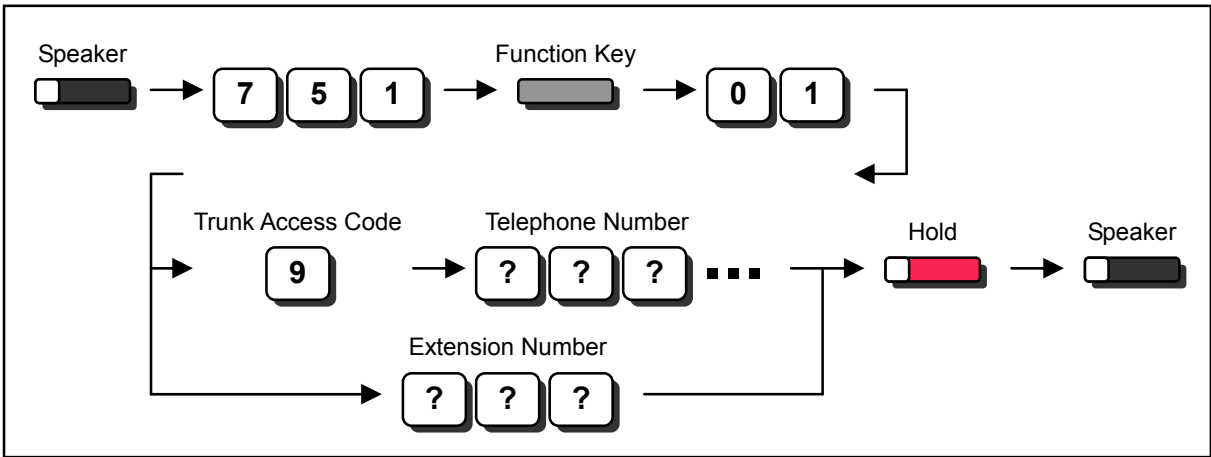 Speaker
Function Key
7 5 1
0 1
Trunk Access Code
Telephone Number
Hold
Speaker
9
? ? ?
Extension Number
? ? ?